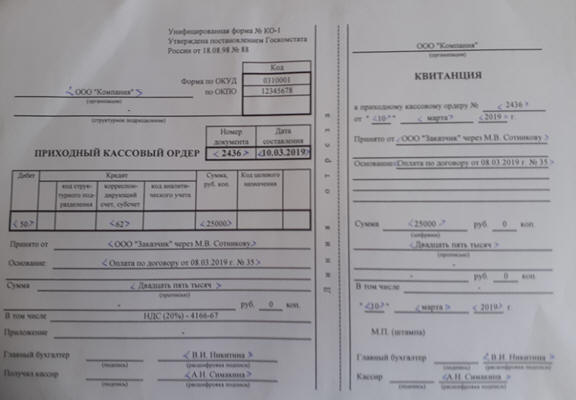 Унифицированная форма № КО-1
Утверждена постановлением Госкомстата
России от 18.08.98 № 88
Код
Форма по ОКУД 0310001
< ООО "Компания" > по ОКПО 12345678
(организация)
(структурное подразделение)
Номер документа Дата составления
ПРИХОДНЫЙ КАССОВЫЙ ОРДЕР < 2436 > <10.03.2019>
Дебет Кредит Сумма, руб. коп. Код целевого назначения
код структурного подразделения корреспондирующий счет, субсчет код аналитического учета
<50> <62> <25000>
Принято от < ООО "Заказчик" через М.В. Сотникову >
Основание: < Оплата по договору от 08.03.2019 г. № 35 >
Сумма < Двадцать пять тысяч >
(прописью)
- руб. 0 коп.
В том числе НДС (20%) - 4166-67
Приложение -
Главный бухгалтер < В.И. Никитина >
(подпись) (расшифровка подписи)
Получил кассир < А.Н. Симакина >
(подпись) (расшифровка подписи)
Линия отреза
ООО "Компания"
(организация)
КВИТАНЦИЯ
к приходному кассовому ордеру № < 2436 >
от "<10>" < марта > <2019> г.
Принято от < ООО "Заказчик" через М.В. Сотникову >
Основание: <Оплата по договору от 08.03.2019 г. № 35 >
Сумма <25000 > руб. 0 коп.
(цифрами)
< Двадцать пять тысяч >
(прописью)
- руб. 0 коп.
В том числе -
"<10>" < марта > <2019> г.
М.П. (штампа)
Главный бухгалтер < В.И. Никитина >
(подпись) (расшифровка подписи)
Кассир < А.Н. Симакина >
(подпись) (расшифровка подписи)